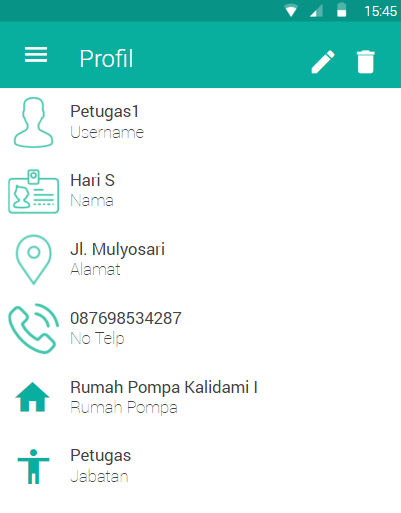 15:45
Profil
Petugas1
Username
Hari S
Nama
Jl. Mulyosari
Alamat
087698534287
No Telp
Rumah Pompa Kalidami I
Rumah Pompa
Petugas
Jabatan